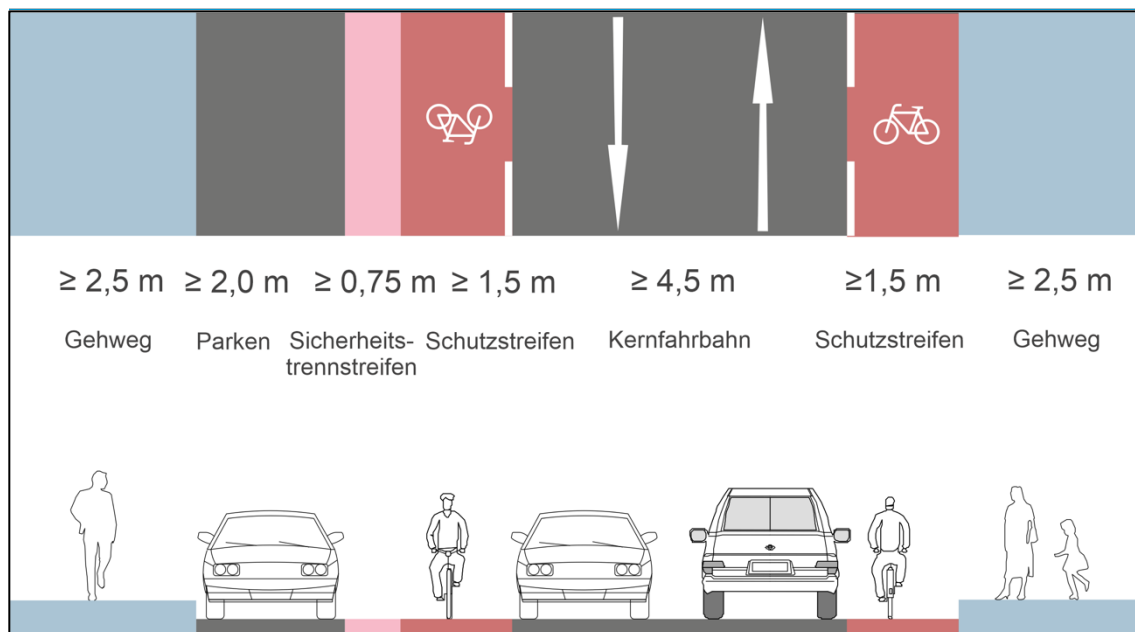 ≥ 2,5 m ≥ 2,0 m ≥ 0,75 m ≥ 1,5 m ≥ 4,5 m ≥1,5 m ≥ 2,5 m
Gehweg Parken Sicherheits- Schutzstreifen Kernfahrbahn Schutzstreifen Gehweg
trennstreifen